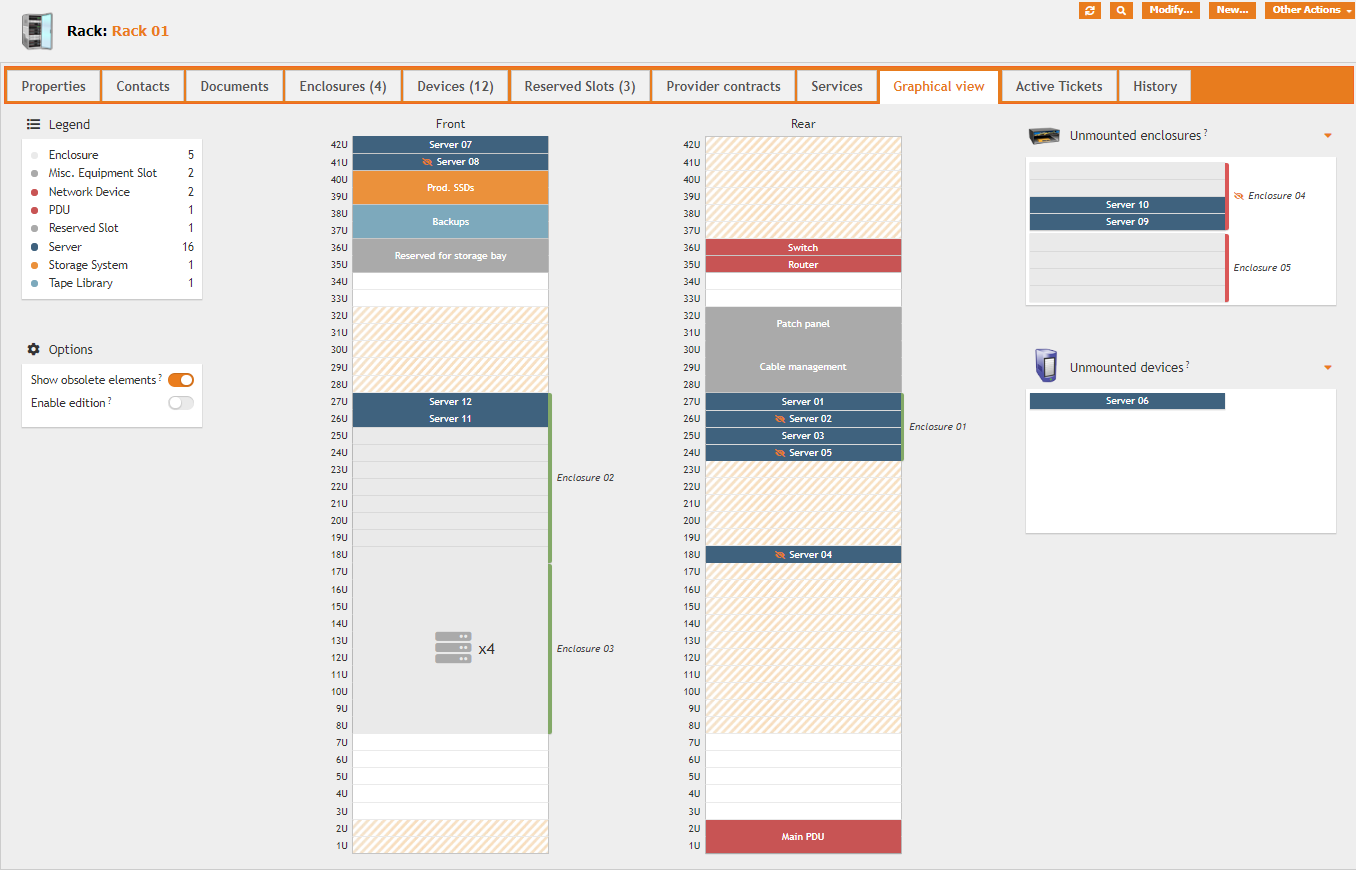 Rack: Rack 01
Modify...
New...
Other Actions
Properties
Contacts
Documents
Enclosures (4)
Devices (12)
Reserved Slots (3)
Provider contracts
Services
Graphical view
Active Tickets
History
Legend
Enclosure 5
Misc. Equipment Slot 2
Network Device 2
PDU 1
Reserved Slot 1
Server 16
Storage System 1
Tape Library 1
Options
Show obsolete elements ?
Enable edition ?
Front
42U Server 07
41U Server 08
40U
Prod. SSDs
39U
38U
Backups
37U
36U
Reserved for storage bay
35U
34U
33U
32U
31U
30U
29U
28U
27U Server 12
26U Server 11
25U
24U
23U
Enclosure 02
22U
21U
20U
19U
18U
17U
16U
15U
14U
13U
x4
Enclosure 03
12U
11U
10U
9U
8U
7U
6U
5U
4U
3U
2U
1U
Rear
42U
41U
40U
39U
38U
37U
36U Switch
35U Router
34U
33U
32U
Patch panel
31U
30U
Cable management
29U
28U
27U Server 01
26U Server 02
Enclosure 01
25U Server 03
24U Server 05
23U
22U
21U
20U
19U
18U Server 04
17U
16U
15U
14U
13U
12U
11U
10U
9U
8U
7U
6U
5U
4U
3U
2U
Main PDU
1U
Unmounted enclosures ?
Enclosure 04
Server 10
Server 09
Enclosure 05
Unmounted devices ?
Server 06